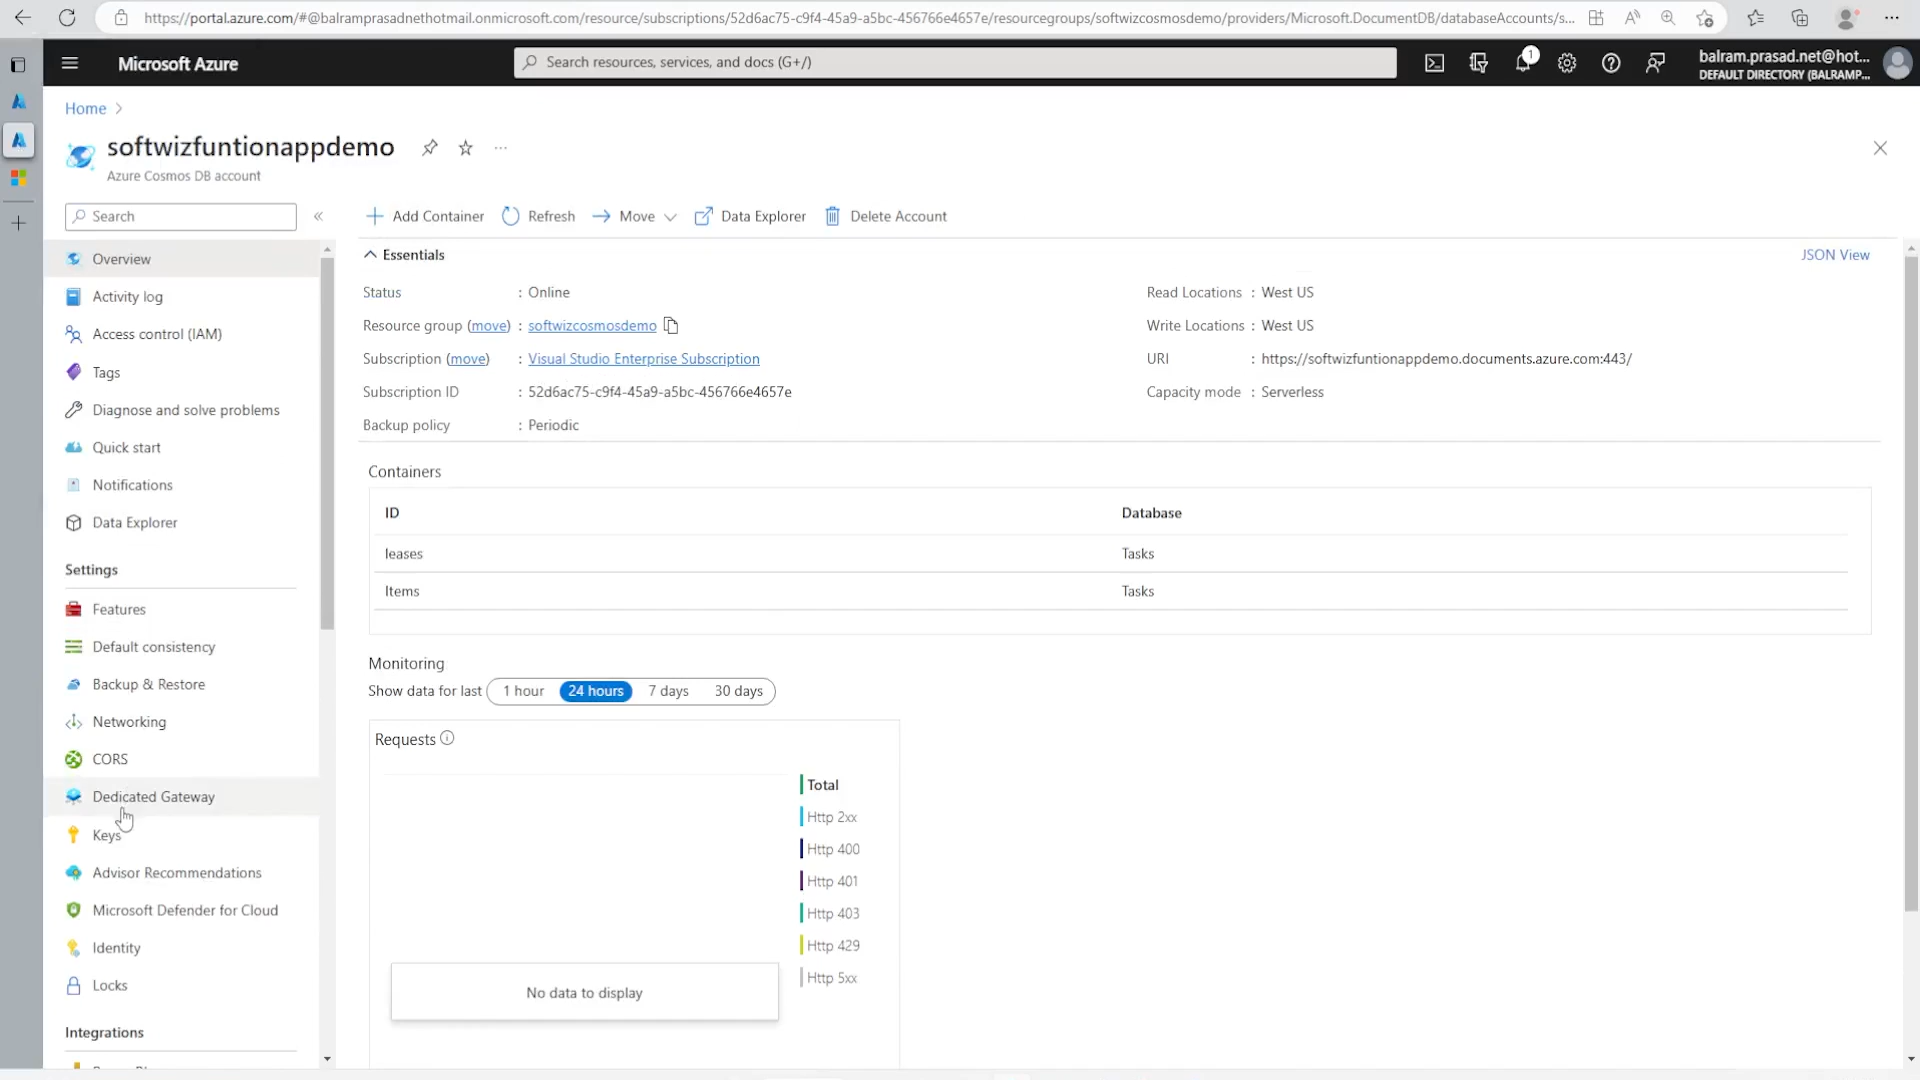 https://portal.azure.com/#@balramprasadnethotmail.onmicrosoft.com/resource/subscriptions/52d6ac75-c9f4-45a9-a5bc-456766e4657e/resourcegroups/softwizcosmosdemo/providers/Microsoft.DocumentDB/databaseAccounts/s...
Microsoft Azure
Search resources, services, and docs (G+/)
1
balram.prasad.net@hot...
DEFAULT DIRECTORY (BALRAMP...
Home
softwizfuntionappdemo
Azure Cosmos DB account
Search
Add Container Refresh Move Data Explorer Delete Account
Overview
Activity log
Access control (IAM)
Tags
Diagnose and solve problems
Quick start
Notifications
Data Explorer
Settings
Features
Default consistency
Backup & Restore
Networking
CORS
Dedicated Gateway
Keys
Advisor Recommendations
Microsoft Defender for Cloud
Identity
Locks
Integrations
Essentials
JSON View
Status : Online
Resource group (move) : softwizcosmosdemo
Subscription (move) : Visual Studio Enterprise Subscription
Subscription ID : 52d6ac75-c9f4-45a9-a5bc-456766e4657e
Backup policy : Periodic
Read Locations : West US
Write Locations : West US
URI : https://softwizfuntionappdemo.documents.azure.com:443/
Capacity mode : Serverless
Containers
ID Database
leases Tasks
Items Tasks
Monitoring
Show data for last 1 hour 24 hours 7 days 30 days
Requests
Total
Http 2xx
Http 400
Http 401
Http 403
Http 429
Http 5xx
No data to display